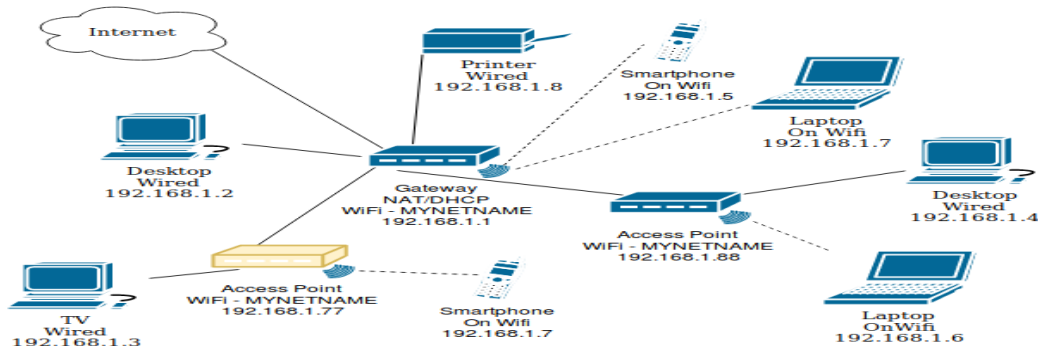 Internet
Printer
Wired
192.168.1.8
Smartphone
On Wifi
192.168.1.5
Laptop
On Wifi
192.168.1.7
Desktop
Wired
192.168.1.2
Gateway
NAT/DHCP
WiFi - MYNETNAME
192.168.1.1
Access Point
WiFi - MYNETNAME
192.168.1.88
Desktop
Wired
192.168.1.4
TV
Wired
192.168.1.3
Access Point
WiFi - MYNETNAME
192.168.1.77
Smartphone
On Wifi
192.168.1.7
Laptop
OnWifi
192.168.1.6